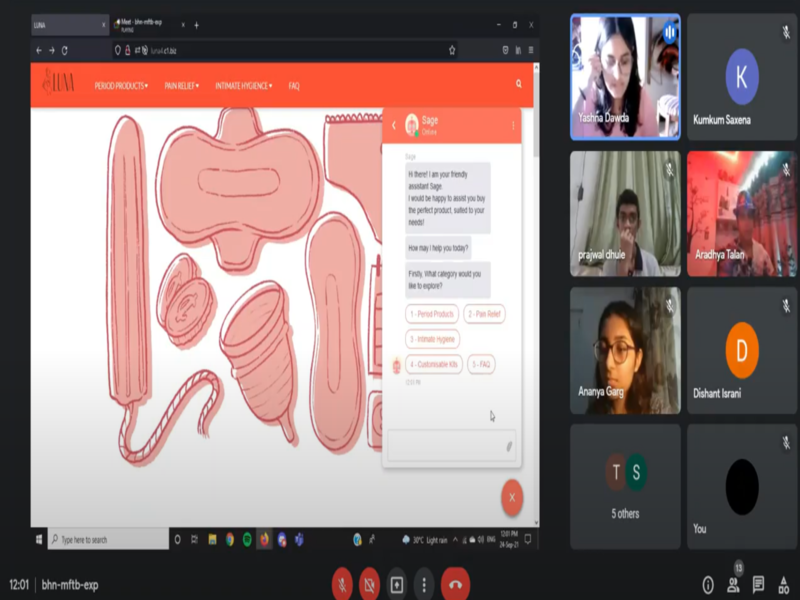 LUNA
Meet - bhn-mftb-exp
LUNA
PERIOD PRODUCTS
PAIN RELIEF
INTIMATE HYGIENCE
FAQ
Sage
Online
Sage
Hi there! I am your friendly
assistant Sage.
I would be happy to assist you buy
the perfect product, suited to your
needs!
How may I help you today?
Firstly, What category would you
like to explore?
1 - Period Products
2 - Pain Relief
3 - Intimate Hygiene
4 - Customisable Kits
5 - FAQ
12:01 PM
Type here to search
30°C Light rain
ENG
12:01 PM
24-Sep-21
Yashna Dawda
K
Kumkum Saxena
prajwal dhule
Aradhya Talan
Ananya Garg
D
Dishant Israni
T S
5 others
You
12:01 | bhn-mftb-exp
13